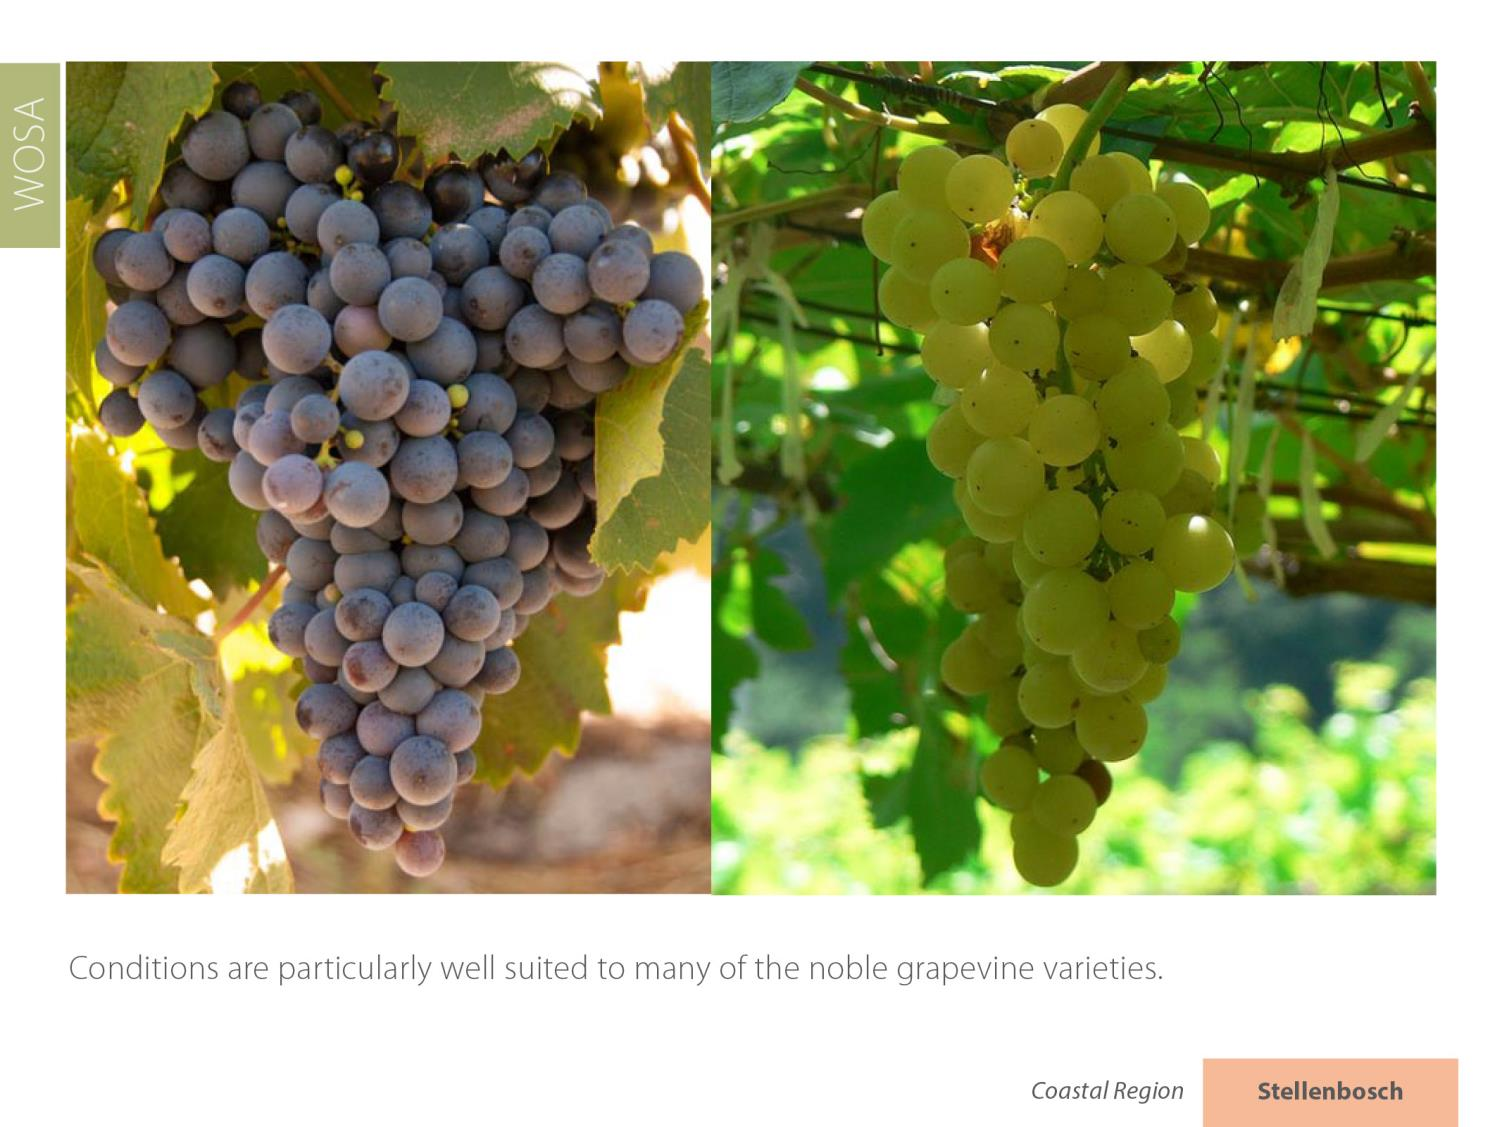 WOSA
Conditions are particularly well suited to many of the noble grapevine varieties.
Coastal Region
Stellenbosch